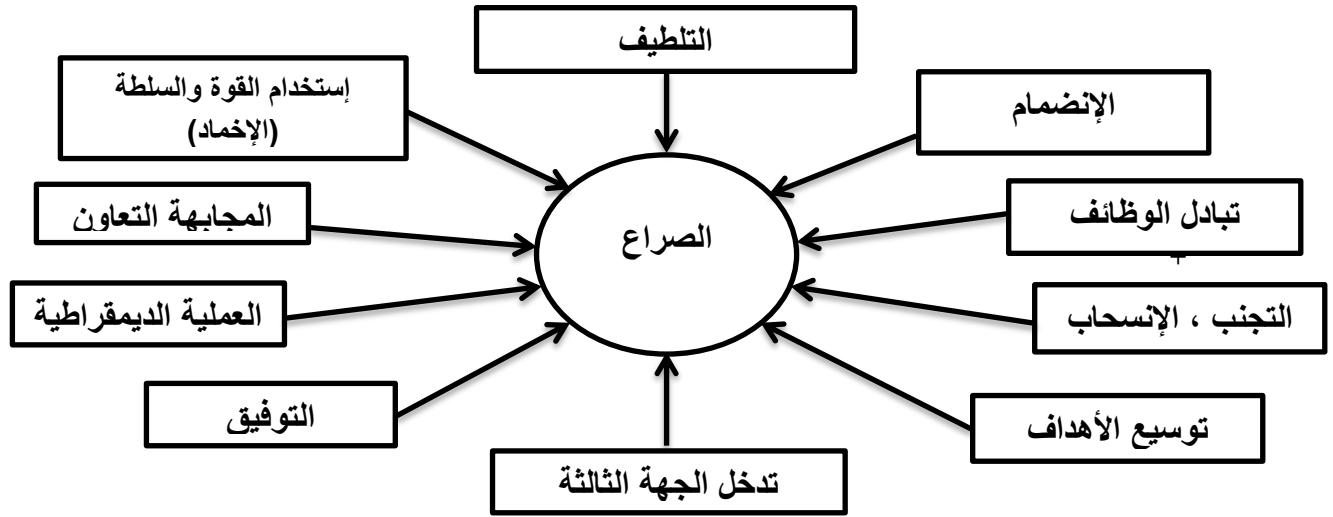 التلطيف
إستخدام القوة والسلطة
(الإخماد)
الإنضمام
المجابهة التعاون
الصراع
تبادل الوظائف
العملية الديمقراطية
التجنب ، الإنسحاب
التوفيق
توسيع الأهداف
تدخل الجهة الثالثة